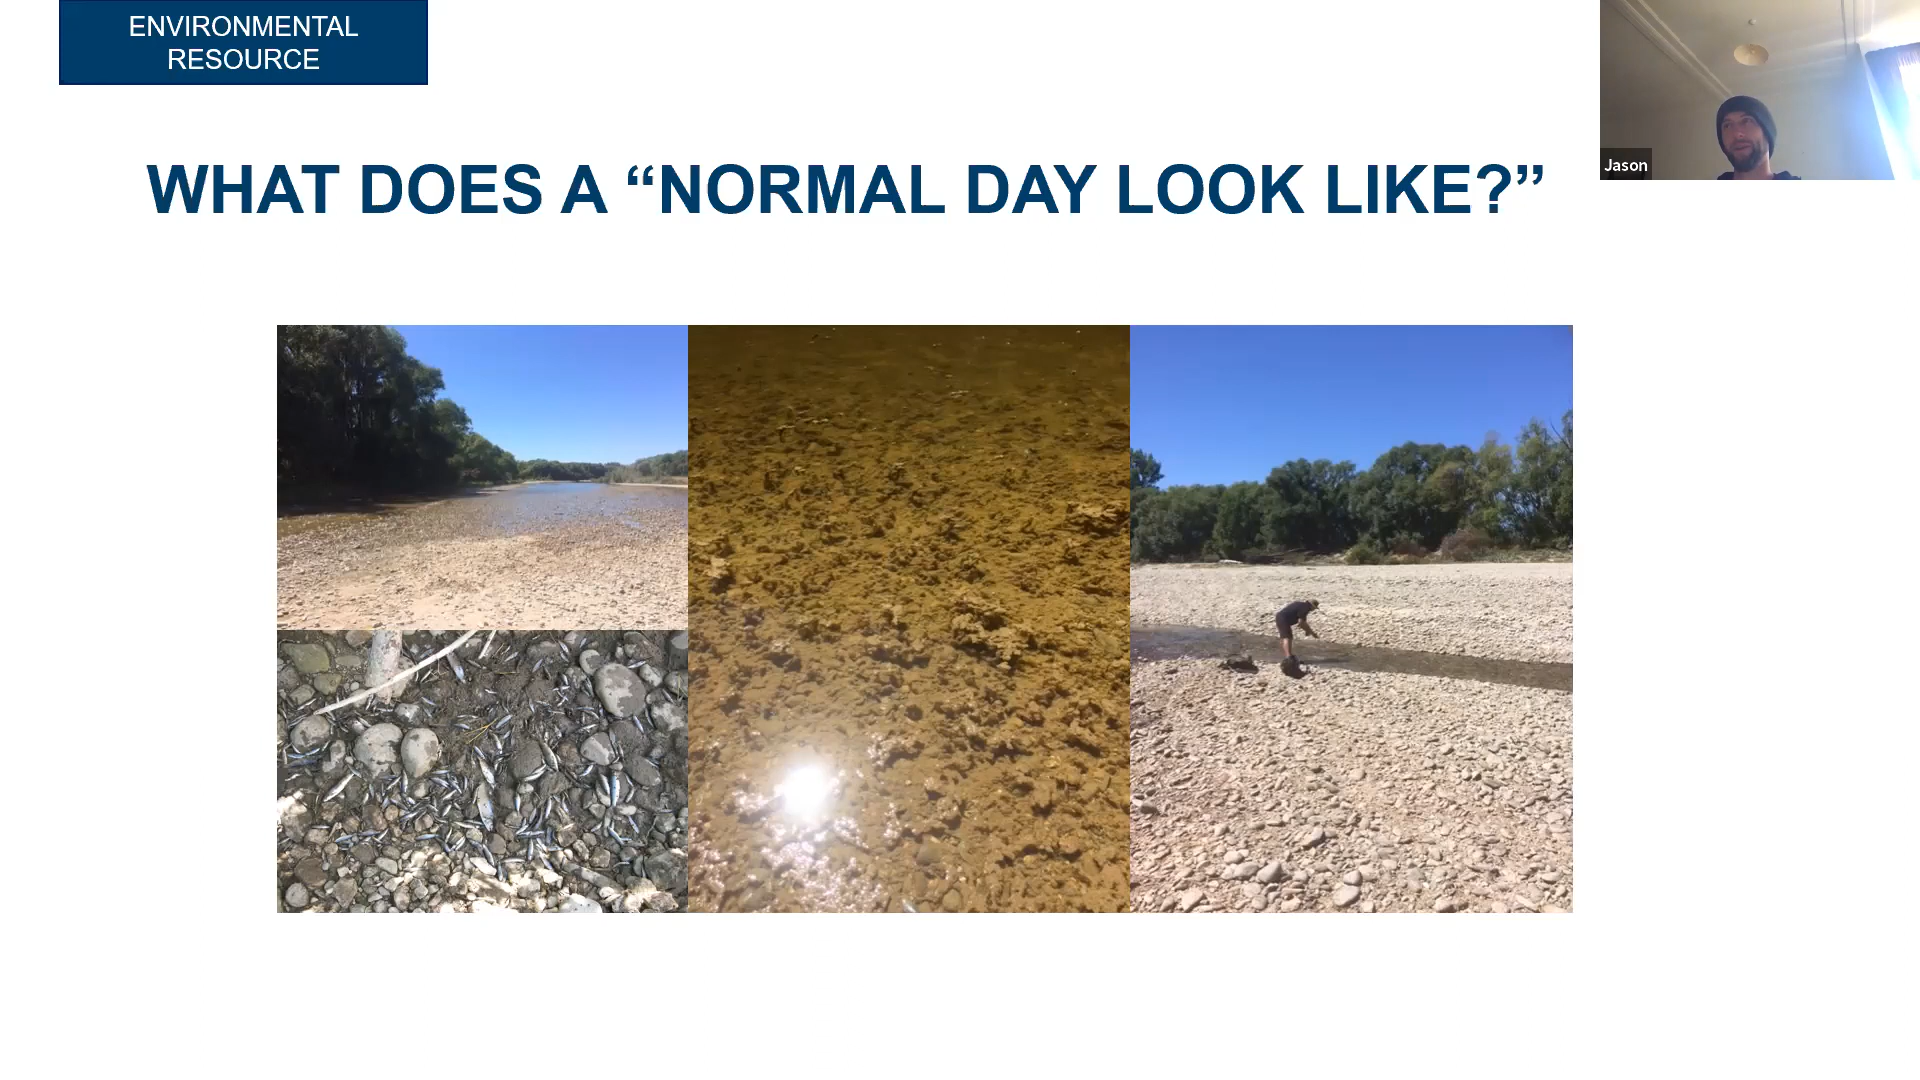 ENVIRONMENTAL
RESOURCE
WHAT DOES A “NORMAL DAY LOOK LIKE?”
Jason